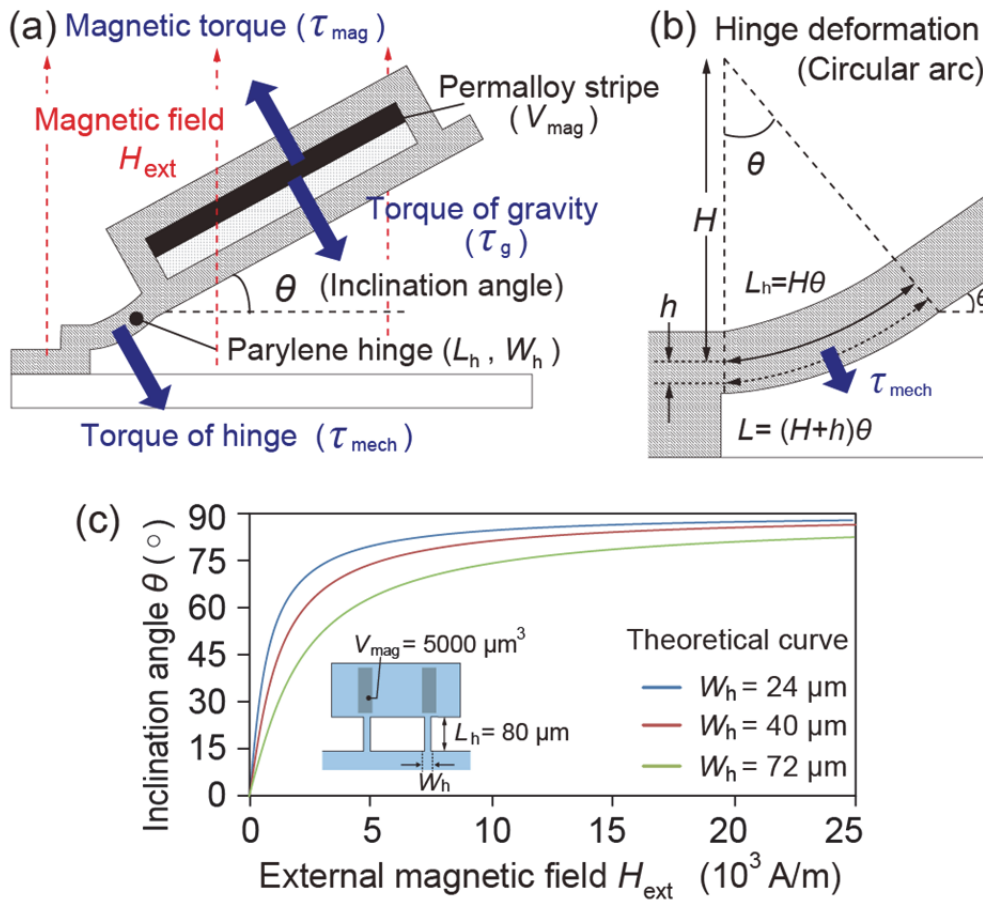 (a) Magnetic torque (τmag)
Magnetic field
Hext
Permalloy stripe
(Vmag)
Torque of gravity
(τg)
θ (Inclination angle)
Parylene hinge (Lh , Wh)
Torque of hinge (τmech)
(b) Hinge deformation
(Circular arc)
θ
H
Lh=Hθ
h
θ
τmech
L= (H+h)θ
(c)
Inclination angle θ (°)
90
75
60
45
30
15
0
0 5 10 15 20 25
External magnetic field Hext (10³ A/m)
Vmag = 5000 µm³
Lh = 80 µm
Wh
Theoretical curve
Wh = 24 µm
Wh = 40 µm
Wh = 72 µm